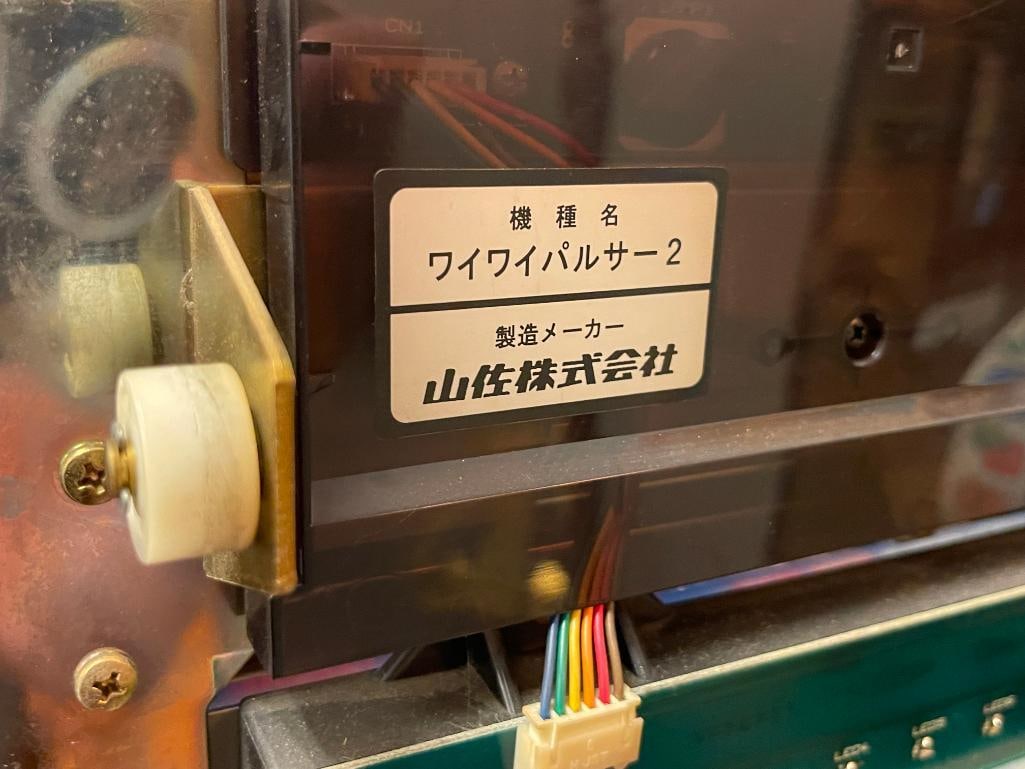 CN1
機種名
ワイワイパルサー2
製造メーカー
山佐株式会社